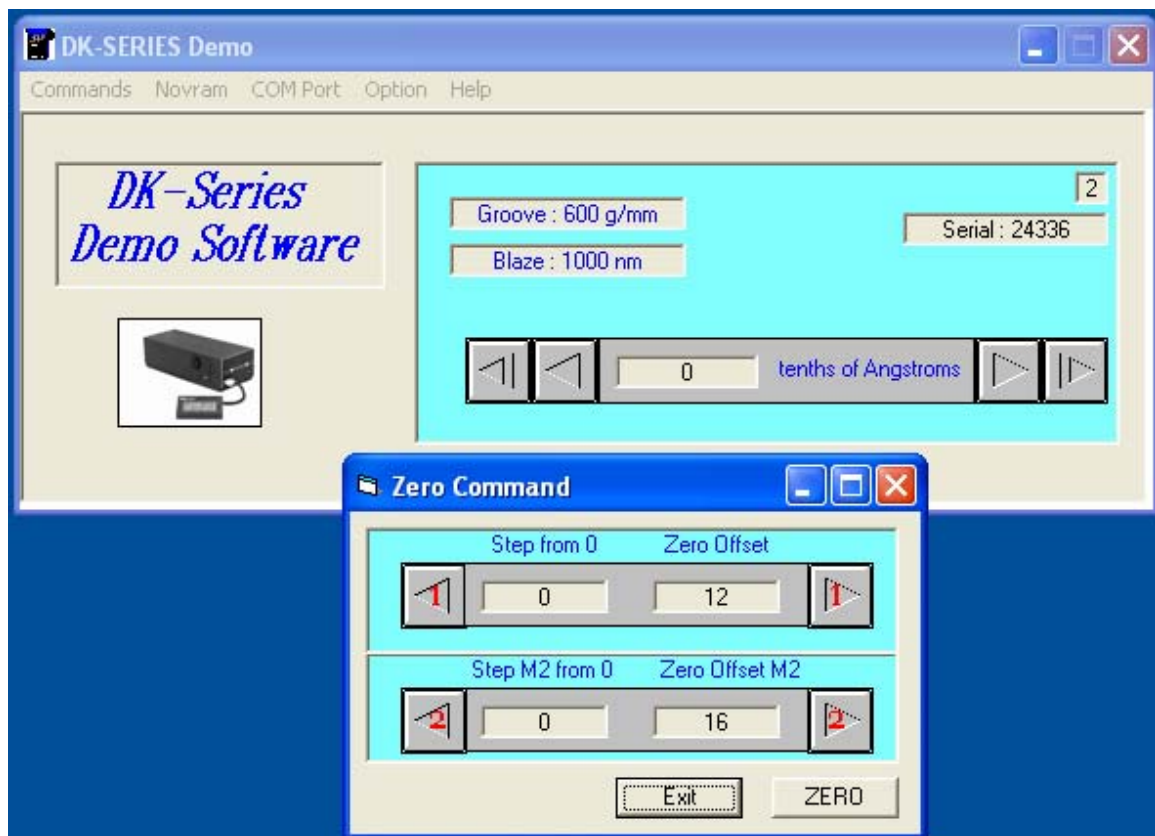 DK-SERIES Demo
Commands Novram COM Port Option Help
DK-Series
Demo Software
2
Groove : 600 g/mm
Serial : 24336
Blaze : 1000 nm
0 tenths of Angstroms
Zero Command
Step from 0 Zero Offset
1 0 12 1
Step M2 from 0 Zero Offset M2
2 0 16 2
Exit ZERO